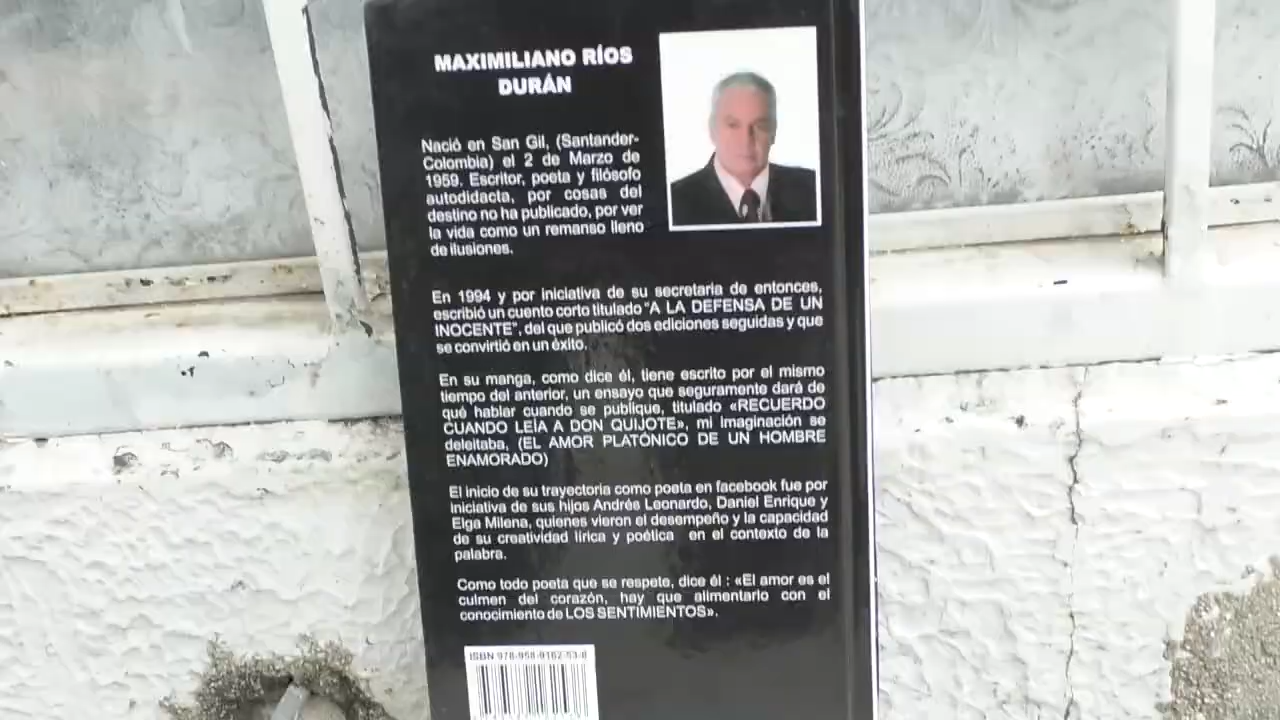 MAXIMILIANO RÍOS
DURÁN
Nació en San Gil, (Santander-
Colombia) el 2 de Marzo de
1959. Escritor, poeta y filósofo
autodidacta, por cosas del
destino no ha publicado, por ver
la vida como un remanso lleno
de ilusiones.
En 1994 y por iniciativa de su secretaria de entonces,
escribió un cuento corto titulado "A LA DEFENSA DE UN
INOCENTE", del que publicó dos ediciones seguidas y que
se convirtió en un éxito.
En su manga, como dice él, tiene escrito por el mismo
tiempo del anterior, un ensayo que seguramente dará de
qué hablar cuando se publique, titulado «RECUERDO
CUANDO LEÍA A DON QUIJOTE», mi imaginación se
deleitaba, (EL AMOR PLATÓNICO DE UN HOMBRE
ENAMORADO)
El inicio de su trayectoria como poeta en facebook fue por
iniciativa de sus hijos Andrés Leonardo, Daniel Enrique y
Elga Milena, quienes vieron el desempeño y la capacidad
de su creatividad lírica y poética en el contexto de la
palabra.
Como todo poeta que se respete, dice él : «El amor es el
culmen del corazón, hay que alimentarlo con el
conocimiento de LOS SENTIMIENTOS».
ISBN 978-958-9162-53-8